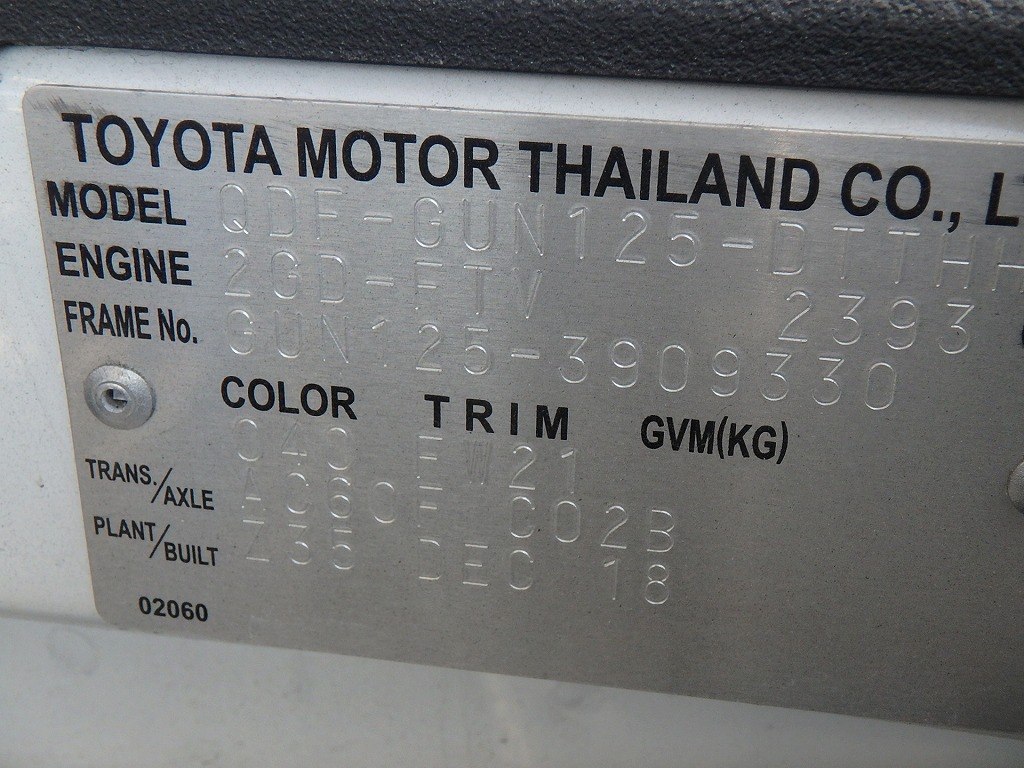 TOYOTA MOTOR THAILAND CO., L
MODEL QDF-GUN125-DTTHH
ENGINE 2GD-FTV 2393
FRAME No. GUN125-3909330
COLOR TRIM GVM(KG)
040 EW21
TRANS./AXLE AC60F C02B
PLANT/BUILT Z35 DEC 18
02060